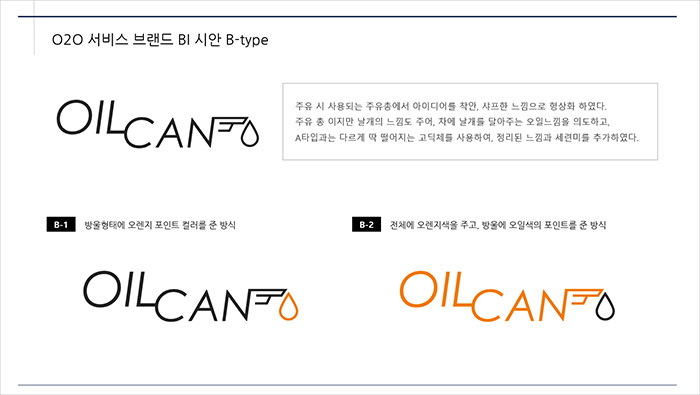 O2O 서비스 브랜드 BI 시안 B-type
OILCAN
주유 시 사용되는 주유총에서 아이디어를 착안, 샤프한 느낌으로 형상화 하였다.
주유 총 이지만 날개의 느낌도 주어, 차에 날개를 달아주는 오일느낌을 의도하고,
A타입과는 다르게 딱 떨어지는 고딕체를 사용하여, 정리된 느낌과 세련미를 추가하였다.
B-1 방울형태에 오렌지 포인트 컬러를 준 방식
OILCAN
B-2 전체에 오렌지색을 주고, 방울에 오일색의 포인트를 준 방식
OILCAN